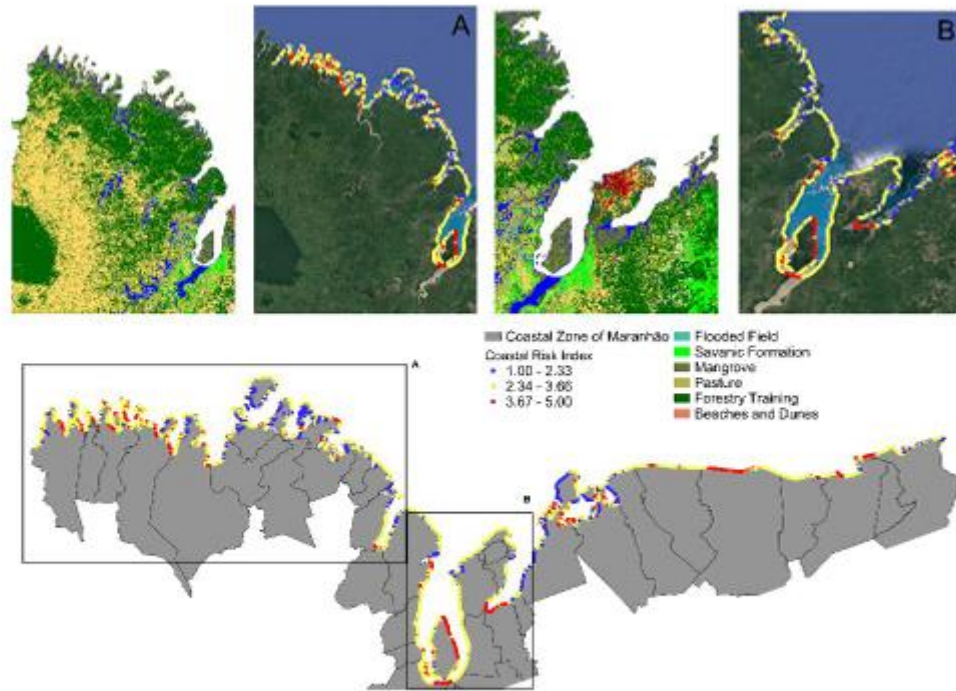 A
B
Coastal Zone of Maranhão
Coastal Risk Index
1.00 - 2.33
2.34 - 3.66
3.67 - 5.00
Flooded Field
Savanic Formation
Mangrove
Pasture
Forestry Training
Beaches and Dunes
A
B